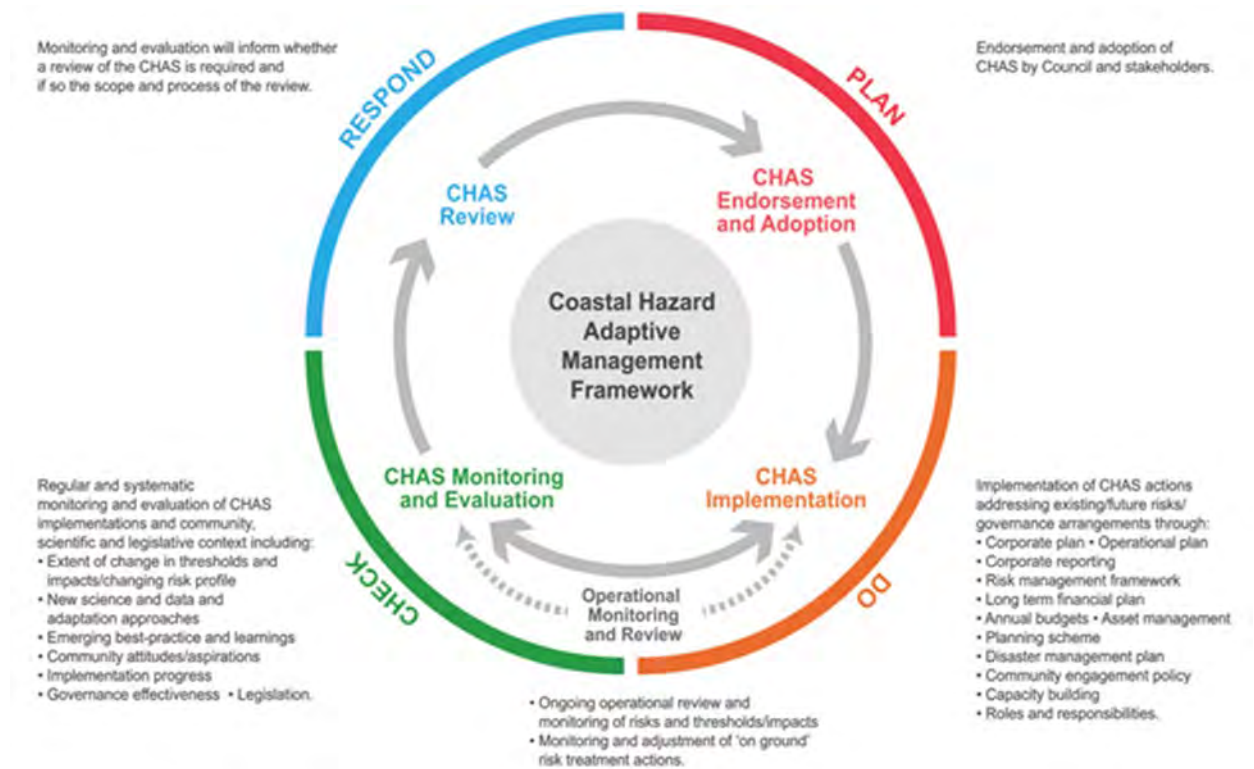 Monitoring and evaluation will inform whether
a review of the CHAS is required and
if so the scope and process of the review.
Endorsement and adoption of
CHAS by Council and stakeholders.
RESPOND
PLAN
CHAS
Review
CHAS
Endorsement
and Adoption
Coastal Hazard
Adaptive
Management
Framework
CHAS Monitoring
and Evaluation
CHAS
Implementation
Operational
Monitoring
and Review
CHECK
DO
Regular and systematic
monitoring and evaluation of CHAS
implementations and community,
scientific and legislative context including:
• Extent of change in thresholds and
impacts/changing risk profile
• New science and data and
adaptation approaches
• Emerging best-practice and learnings
• Community attitudes/aspirations
• Implementation progress
• Governance effectiveness • Legislation.
Implementation of CHAS actions
addressing existing/future risks/
governance arrangements through:
• Corporate plan • Operational plan
• Corporate reporting
• Risk management framework
• Long term financial plan
• Annual budgets • Asset management
• Planning scheme
• Disaster management plan
• Community engagement policy
• Capacity building
• Roles and responsibilities.
• Ongoing operational review and
monitoring of risks and thresholds/impacts
• Monitoring and adjustment of 'on ground'
risk treatment actions.